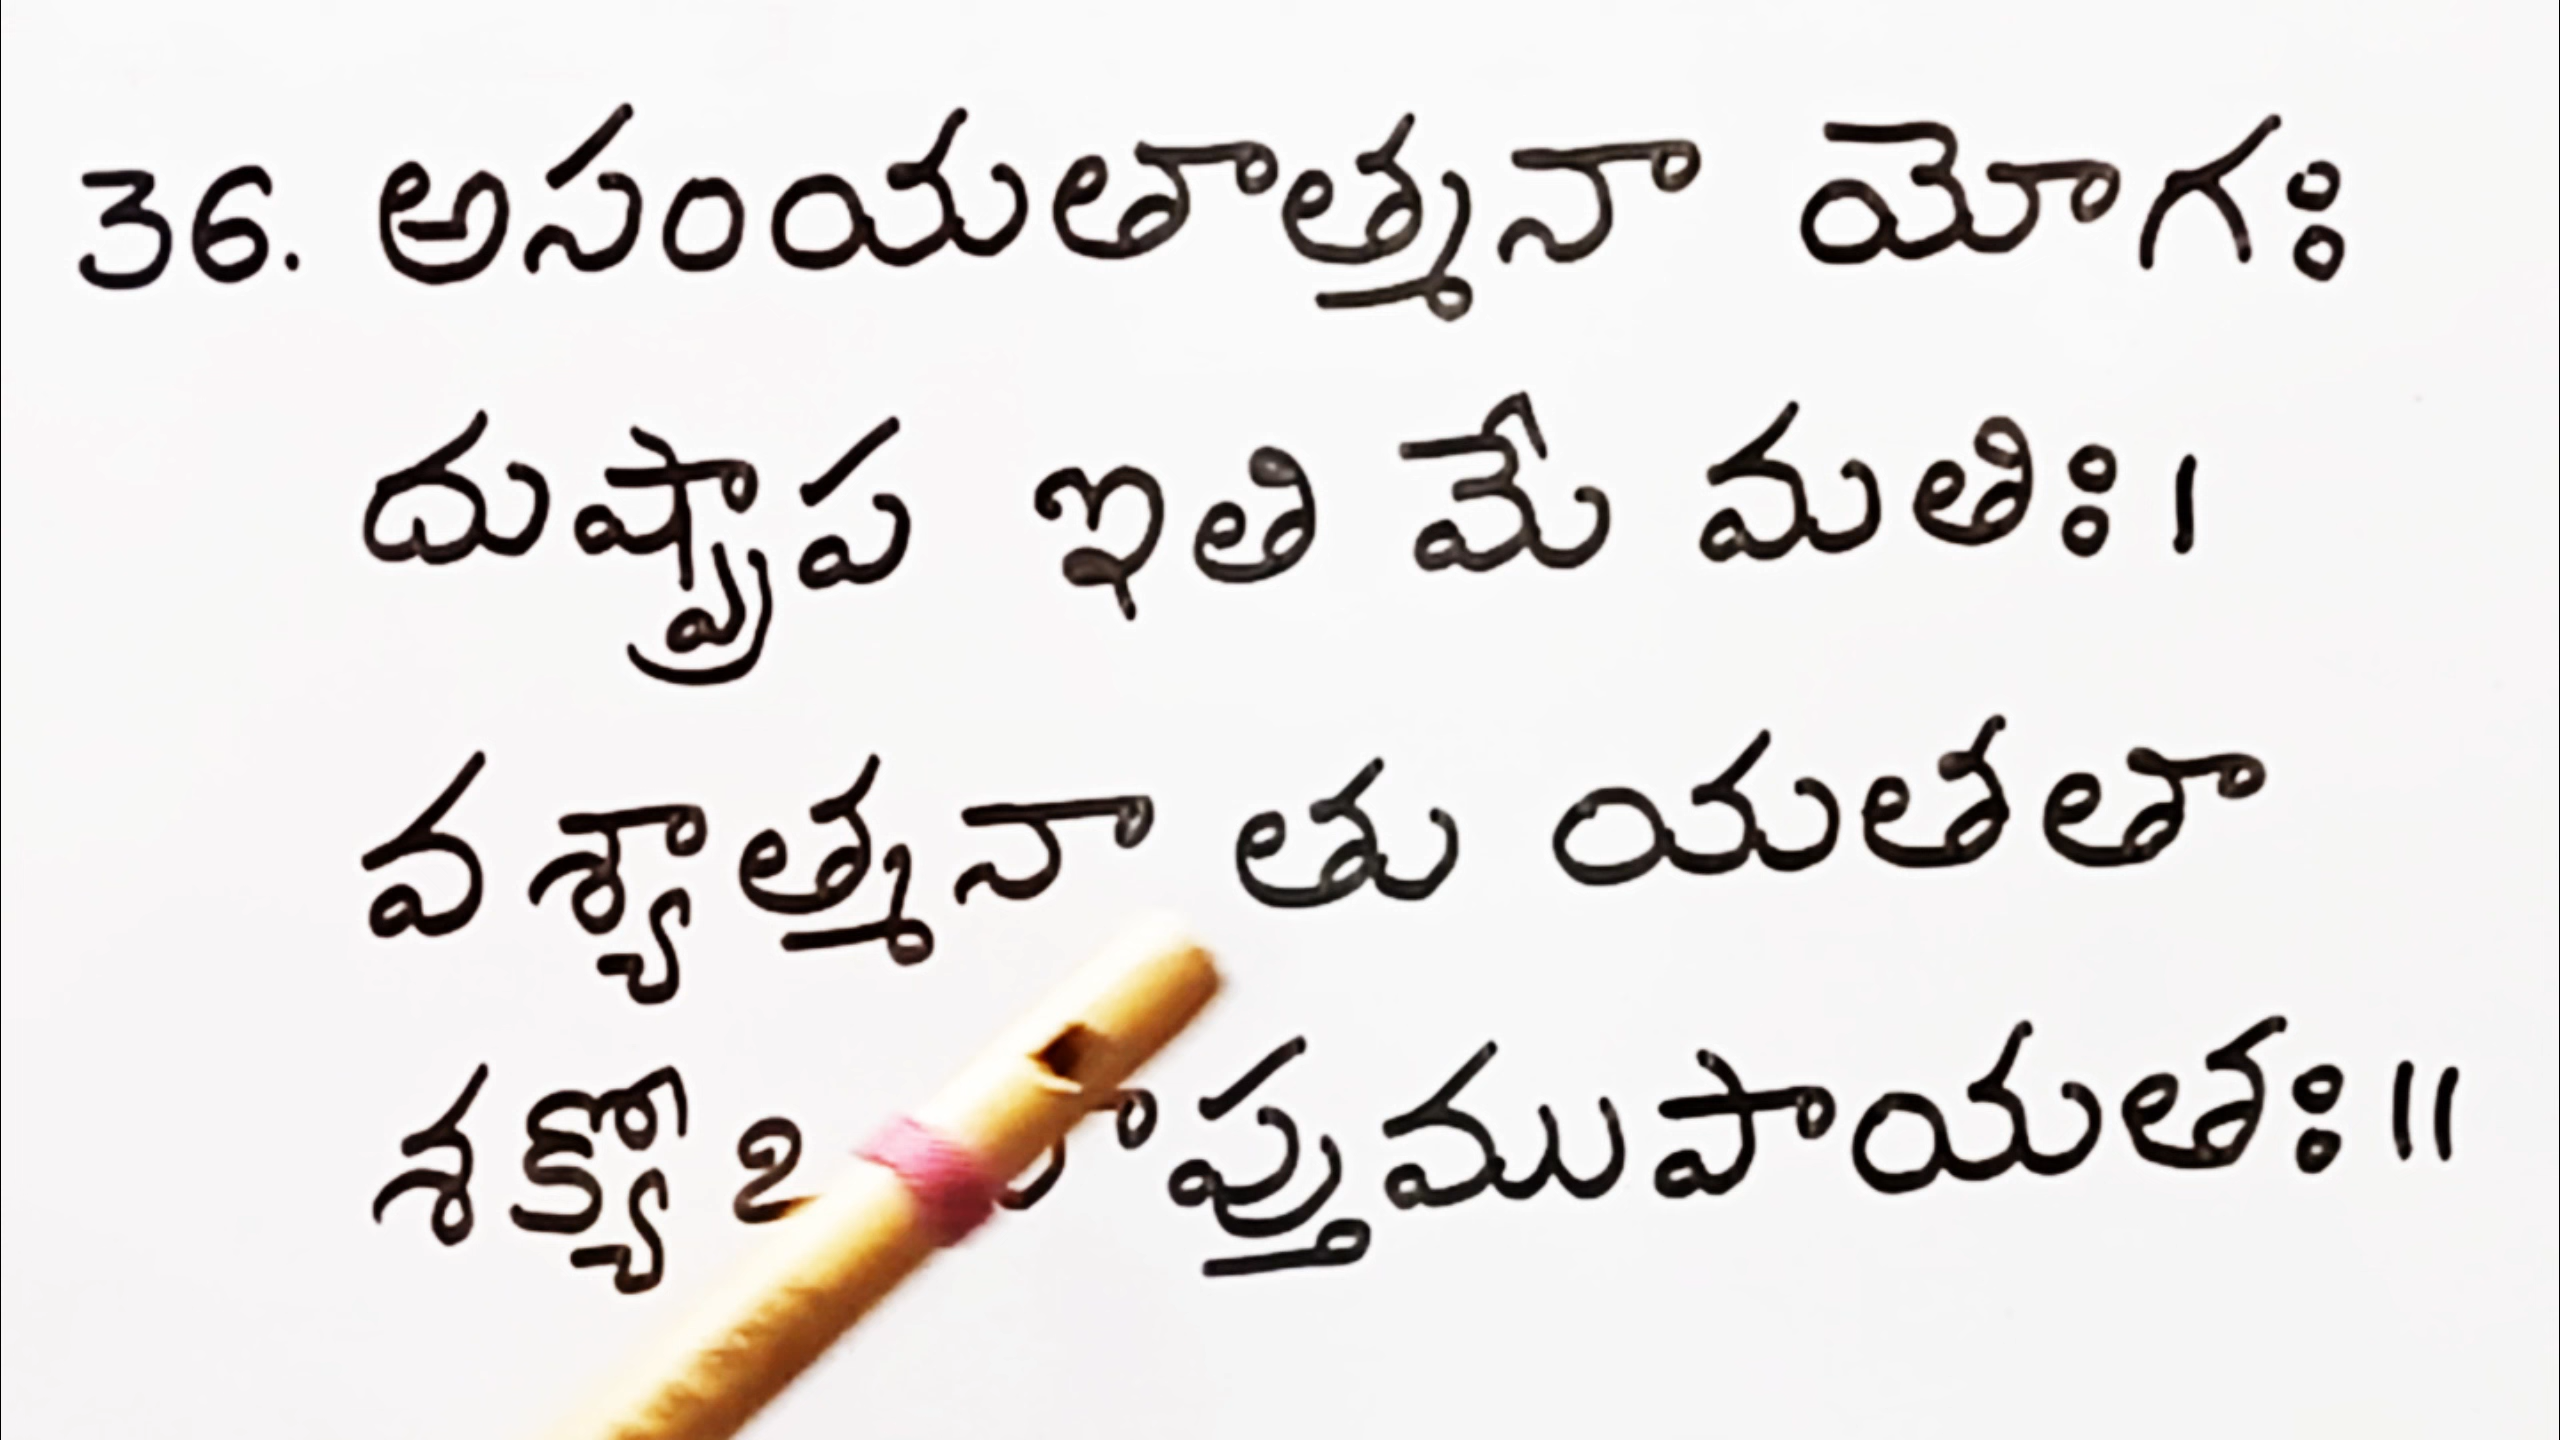 36. అసంయతాత్మనా యోగః
దుష్ప్రాప ఇతి మే మతిః।
వశ్యాత్మనా తు యతతా
శక్యోఽ ప్తుముపాయతః॥